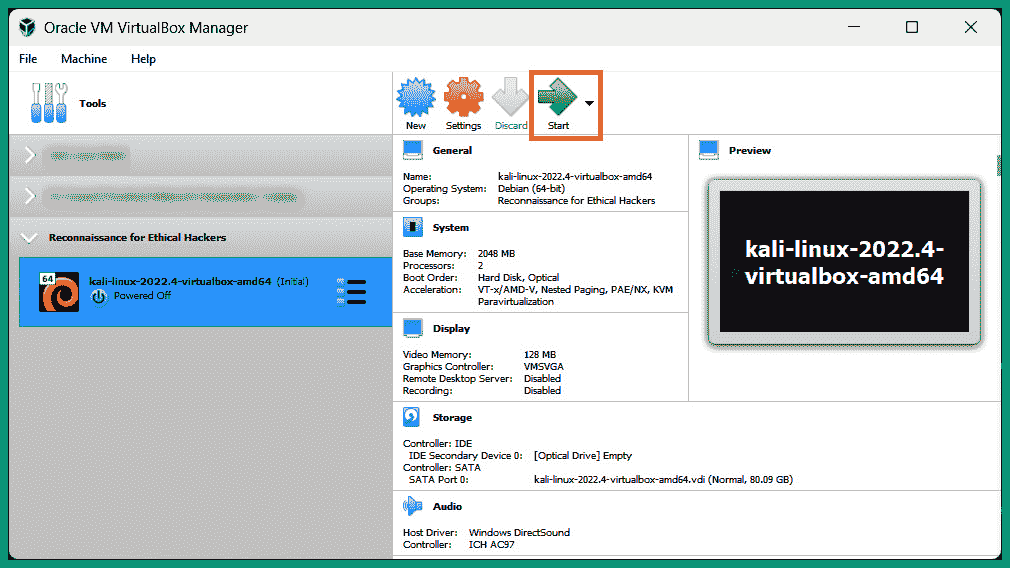 Oracle VM VirtualBox Manager
File Machine Help
Tools
New Settings Discard Start
Reconnaissance for Ethical Hackers
64
kali-linux-2022.4-virtualbox-amd64 (Initial)
Powered Off
General
Name: kali-linux-2022.4-virtualbox-amd64
Operating System: Debian (64-bit)
Groups: Reconnaissance for Ethical Hackers
System
Base Memory: 2048 MB
Processors: 2
Boot Order: Hard Disk, Optical
Acceleration: VT-x/AMD-V, Nested Paging, PAE/NX, KVM
Paravirtualization
Display
Video Memory: 128 MB
Graphics Controller: VMSVGA
Remote Desktop Server: Disabled
Recording: Disabled
Preview
kali-linux-2022.4-
virtualbox-amd64
Storage
Controller: IDE
IDE Secondary Device 0: [Optical Drive] Empty
Controller: SATA
SATA Port 0: kali-linux-2022.4-virtualbox-amd64.vdi (Normal, 80.09 GB)
Audio
Host Driver: Windows DirectSound
Controller: ICH AC97